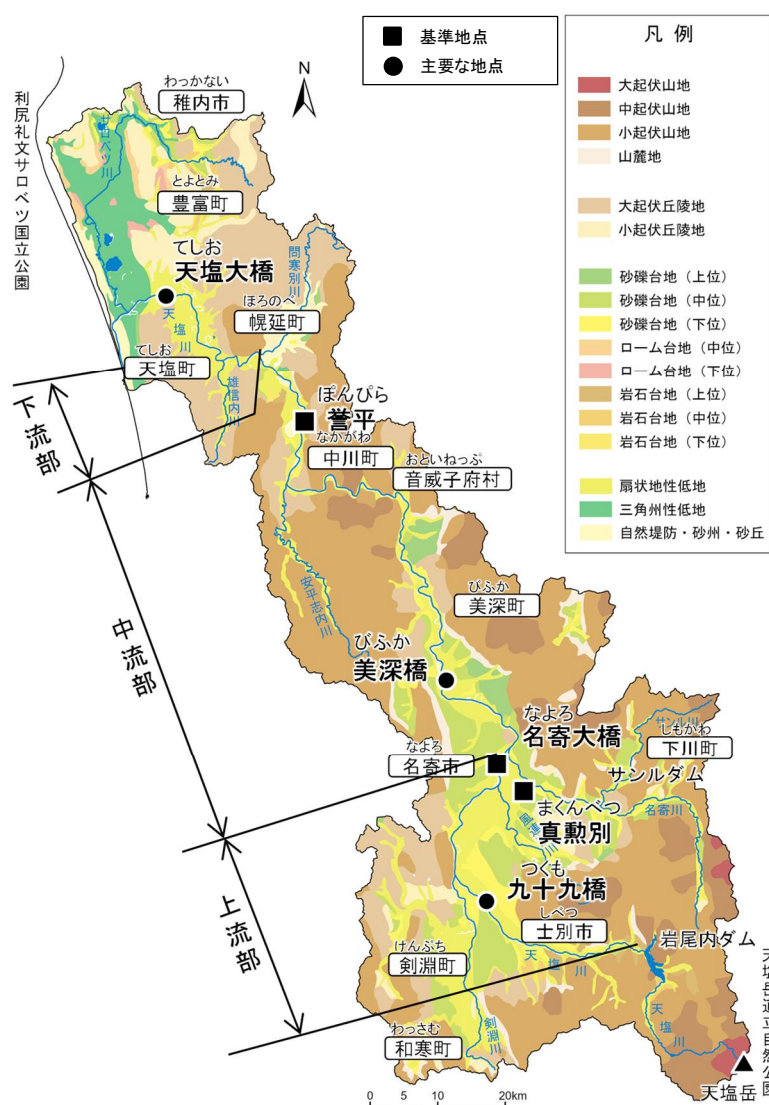 基準地点
主要な地点
凡例
大起伏山地
中起伏山地
小起伏山地
山麓地
大起伏丘陵地
小起伏丘陵地
砂礫台地（上位）
砂礫台地（中位）
砂礫台地（下位）
ローム台地（中位）
ローム台地（下位）
岩石台地（上位）
岩石台地（中位）
岩石台地（下位）
扇状地性低地
三角州性低地
自然堤防・砂州・砂丘
N
利尻礼文サロベツ国立公園
わっかない
稚内市
サロベツ川
とよとみ
豊富町
てしお
天塩大橋
問寒別川
ほろのべ
幌延町
天塩川
てしお
天塩町
雄信内川
下流部
ぽんぴら
誉平
なかがわ
中川町
おといねっぷ
音威子府村
安平志内川
びふか
美深町
中流部
びふか
美深橋
なよろ
名寄大橋
サンル川
しもかわ
下川町
なよろ
名寄市
サンルダム
まくんべつ
真勲別
名寄川
風連川
つくも
九十九橋
上流部
しべつ
士別市
岩尾内ダム
けんぶち
剣淵町
天塩川
天塩川
わっさむ
和寒町
剣淵川
天塩岳道立自然公園
天塩岳
0 5 10 20km